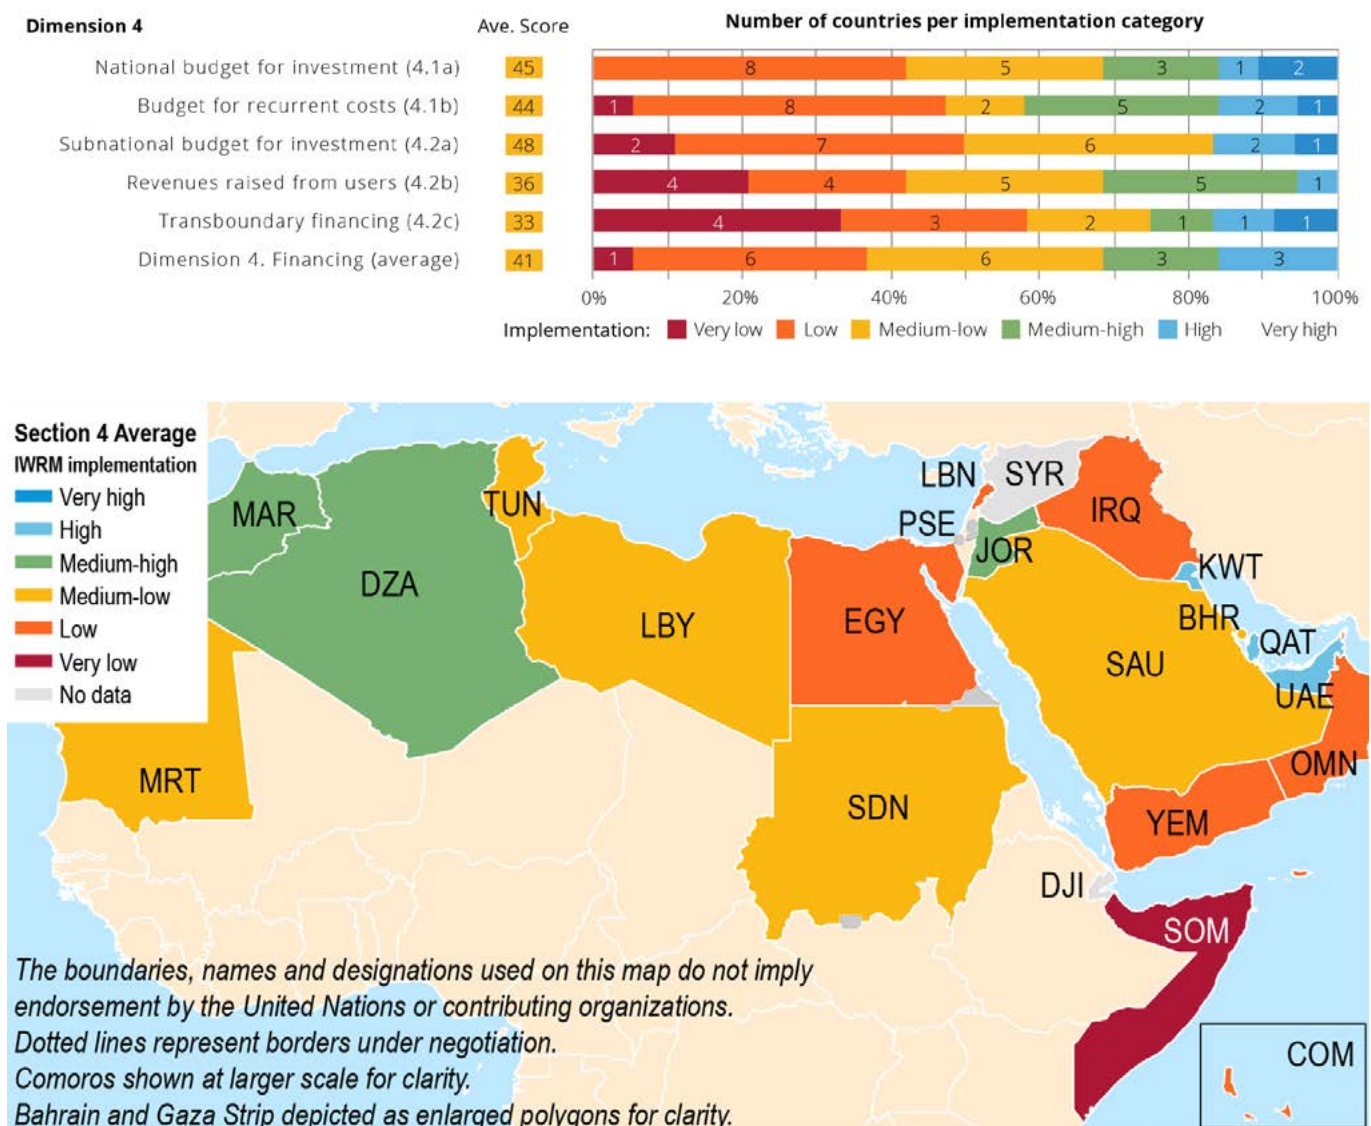 Dimension 4 Ave. Score Number of countries per implementation category
National budget for investment (4.1a) 45 8 5 3 1 2
Budget for recurrent costs (4.1b) 44 1 8 2 5 2 1
Subnational budget for investment (4.2a) 48 2 7 6 2 1
Revenues raised from users (4.2b) 36 4 4 5 5 1
Transboundary financing (4.2c) 33 4 3 2 1 1 1
Dimension 4. Financing (average) 41 1 6 6 3 3
0% 20% 40% 60% 80% 100%
Implementation: Very low Low Medium-low Medium-high High Very high
Section 4 Average
IWRM implementation
Very high
High
Medium-high
Medium-low
Low
Very low
No data
MAR
DZA
TUN
LBY
EGY
LBN
SYR
PSE
JOR
IRQ
KWT
BHR
QAT
SAU
UAE
OMN
MRT
SDN
YEM
DJI
SOM
COM
The boundaries, names and designations used on this map do not imply
endorsement by the United Nations or contributing organizations.
Dotted lines represent borders under negotiation.
Comoros shown at larger scale for clarity.
Bahrain and Gaza Strip depicted as enlarged polygons for clarity.